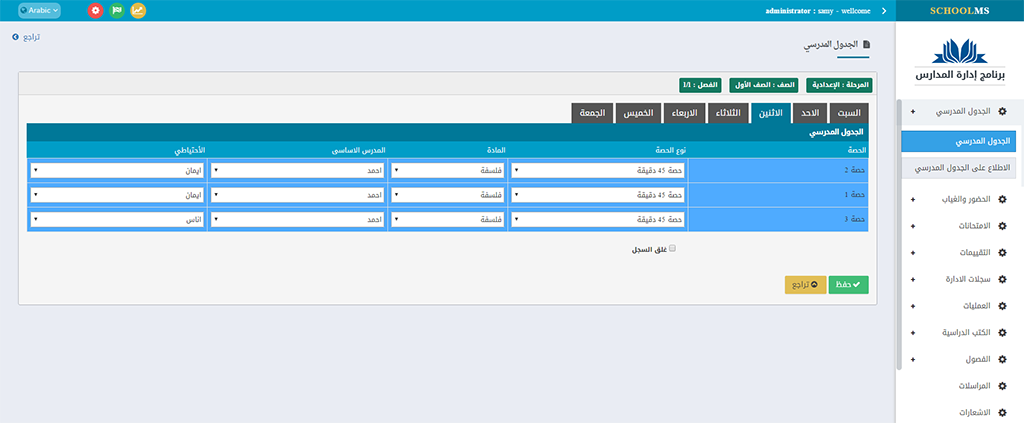 SCHOOLMS
administrator : samy - wellcome
Arabic
برنامج إدارة المدارس
الجدول المدرسي
الجدول المدرسي
الاطلاع على الجدول المدرسي
الحضور والغياب
الامتحانات
التقييمات
سجلات الادارة
العمليات
الكتب الدراسية
الفصول
المراسلات
الاشعارات
الجدول المدرسي
تراجع
المرحلة : الإعدادية الصف : الصف الأول الفصل : 1/1
السبت الاحد الاثنين الثلاثاء الاربعاء الخميس الجمعة
الجدول المدرسي
الحصة نوع الحصة المادة المدرس الاساسى الأحتياطي
حصة 2 حصة 45 دقيقة فلسفة احمد ايمان
حصة 1 حصة 45 دقيقة فلسفة احمد ايمان
حصة 3 حصة 45 دقيقة فلسفة احمد اناس
غلق السجل
حفظ تراجع